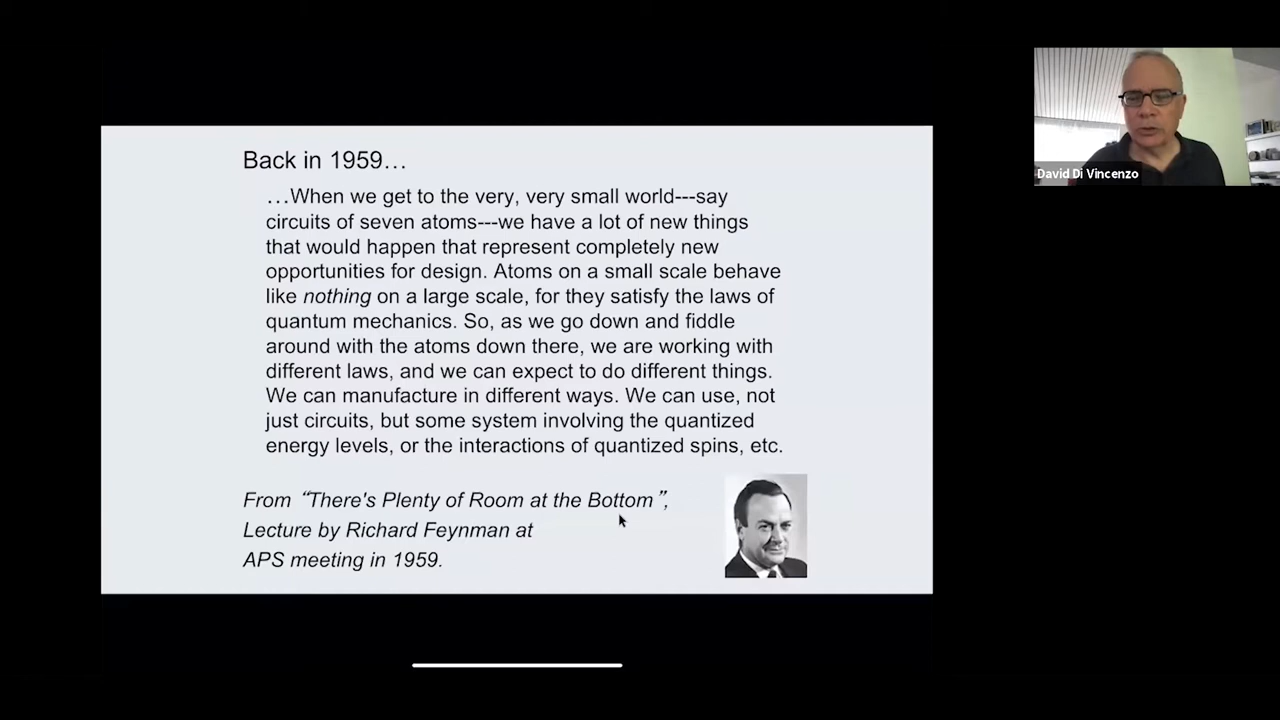 Back in 1959…
…When we get to the very, very small world---say
circuits of seven atoms---we have a lot of new things
that would happen that represent completely new
opportunities for design. Atoms on a small scale behave
like nothing on a large scale, for they satisfy the laws of
quantum mechanics. So, as we go down and fiddle
around with the atoms down there, we are working with
different laws, and we can expect to do different things.
We can manufacture in different ways. We can use, not
just circuits, but some system involving the quantized
energy levels, or the interactions of quantized spins, etc.
From “There's Plenty of Room at the Bottom”,
Lecture by Richard Feynman at
APS meeting in 1959.
David Di Vincenzo